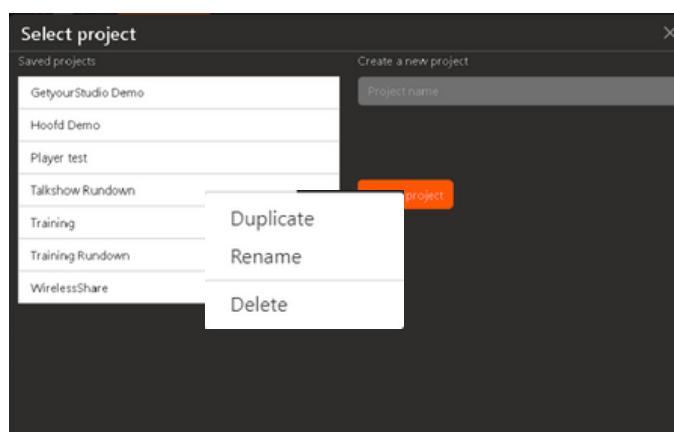 Select project
Saved projects
GetyourStudio Demo
Hoofd Demo
Player test
Talkshow Rundown
Training
Training Rundown
WirelessShare
Create a new project
Project name
project
Duplicate
Rename
Delete